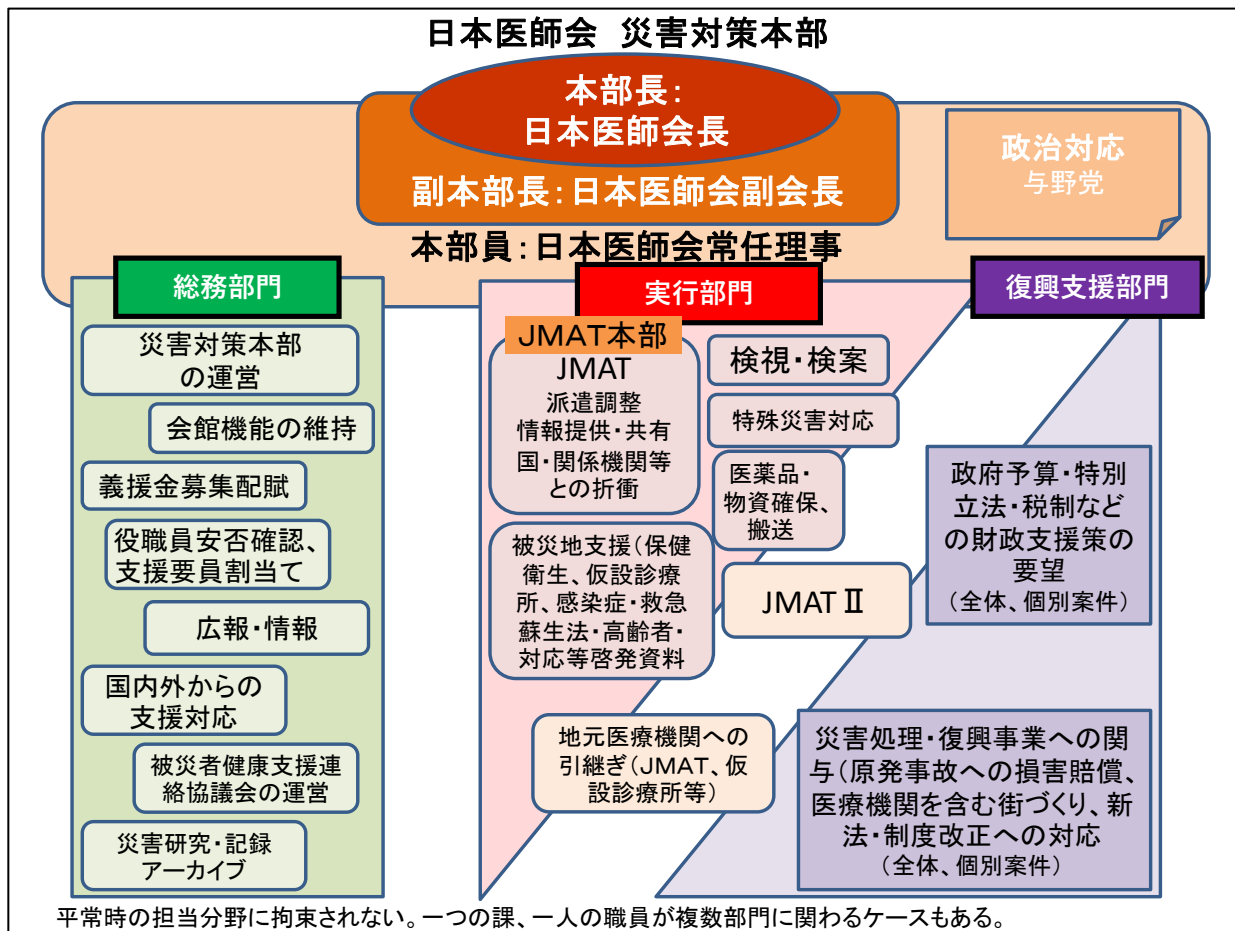 日本医師会 災害対策本部
本部長:
日本医師会長
副本部長:日本医師会副会長
本部員:日本医師会常任理事
政治対応
与野党
総務部門
災害対策本部
の運営
会館機能の維持
義援金募集配賦
役職員安否確認、
支援要員割当て
広報・情報
国内外からの
支援対応
被災者健康支援連
絡協議会の運営
災害研究・記録
アーカイブ
実行部門
JMAT本部
JMAT
派遣調整
情報提供・共有
国・関係機関等
との折衝
被災地支援(保健
衛生、仮設診療
所、感染症・救急
蘇生法・高齢者・
対応等啓発資料
検視・検案
特殊災害対応
医薬品・
物資確保、
搬送
JMATⅡ
地元医療機関への
引継ぎ(JMAT、仮
設診療所等)
復興支援部門
政府予算・特別
立法・税制など
の財政支援策の
要望
(全体、個別案件)
災害処理・復興事業への関
与(原発事故への損害賠償、
医療機関を含む街づくり、新
法・制度改正への対応
(全体、個別案件)
平常時の担当分野に拘束されない。一つの課、一人の職員が複数部門に関わるケースもある。